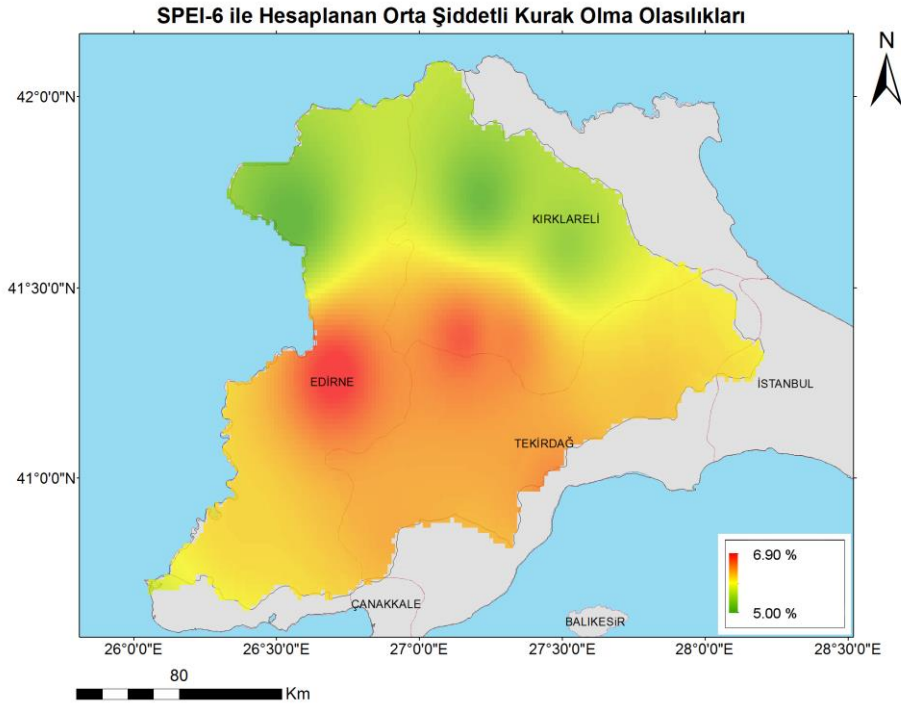 SPEI-6 ile Hesaplanan Orta Şiddetli Kurak Olma Olasılıkları
N
42°0'0"N
KIRKLARELİ
41°30'0"N
EDİRNE
İSTANBUL
TEKİRDAĞ
41°0'0"N
6.90 %
5.00 %
ÇANAKKALE
BALIKESİR
26°0'0"E 26°30'0"E 27°0'0"E 27°30'0"E 28°0'0"E 28°30'0"E
80
Km